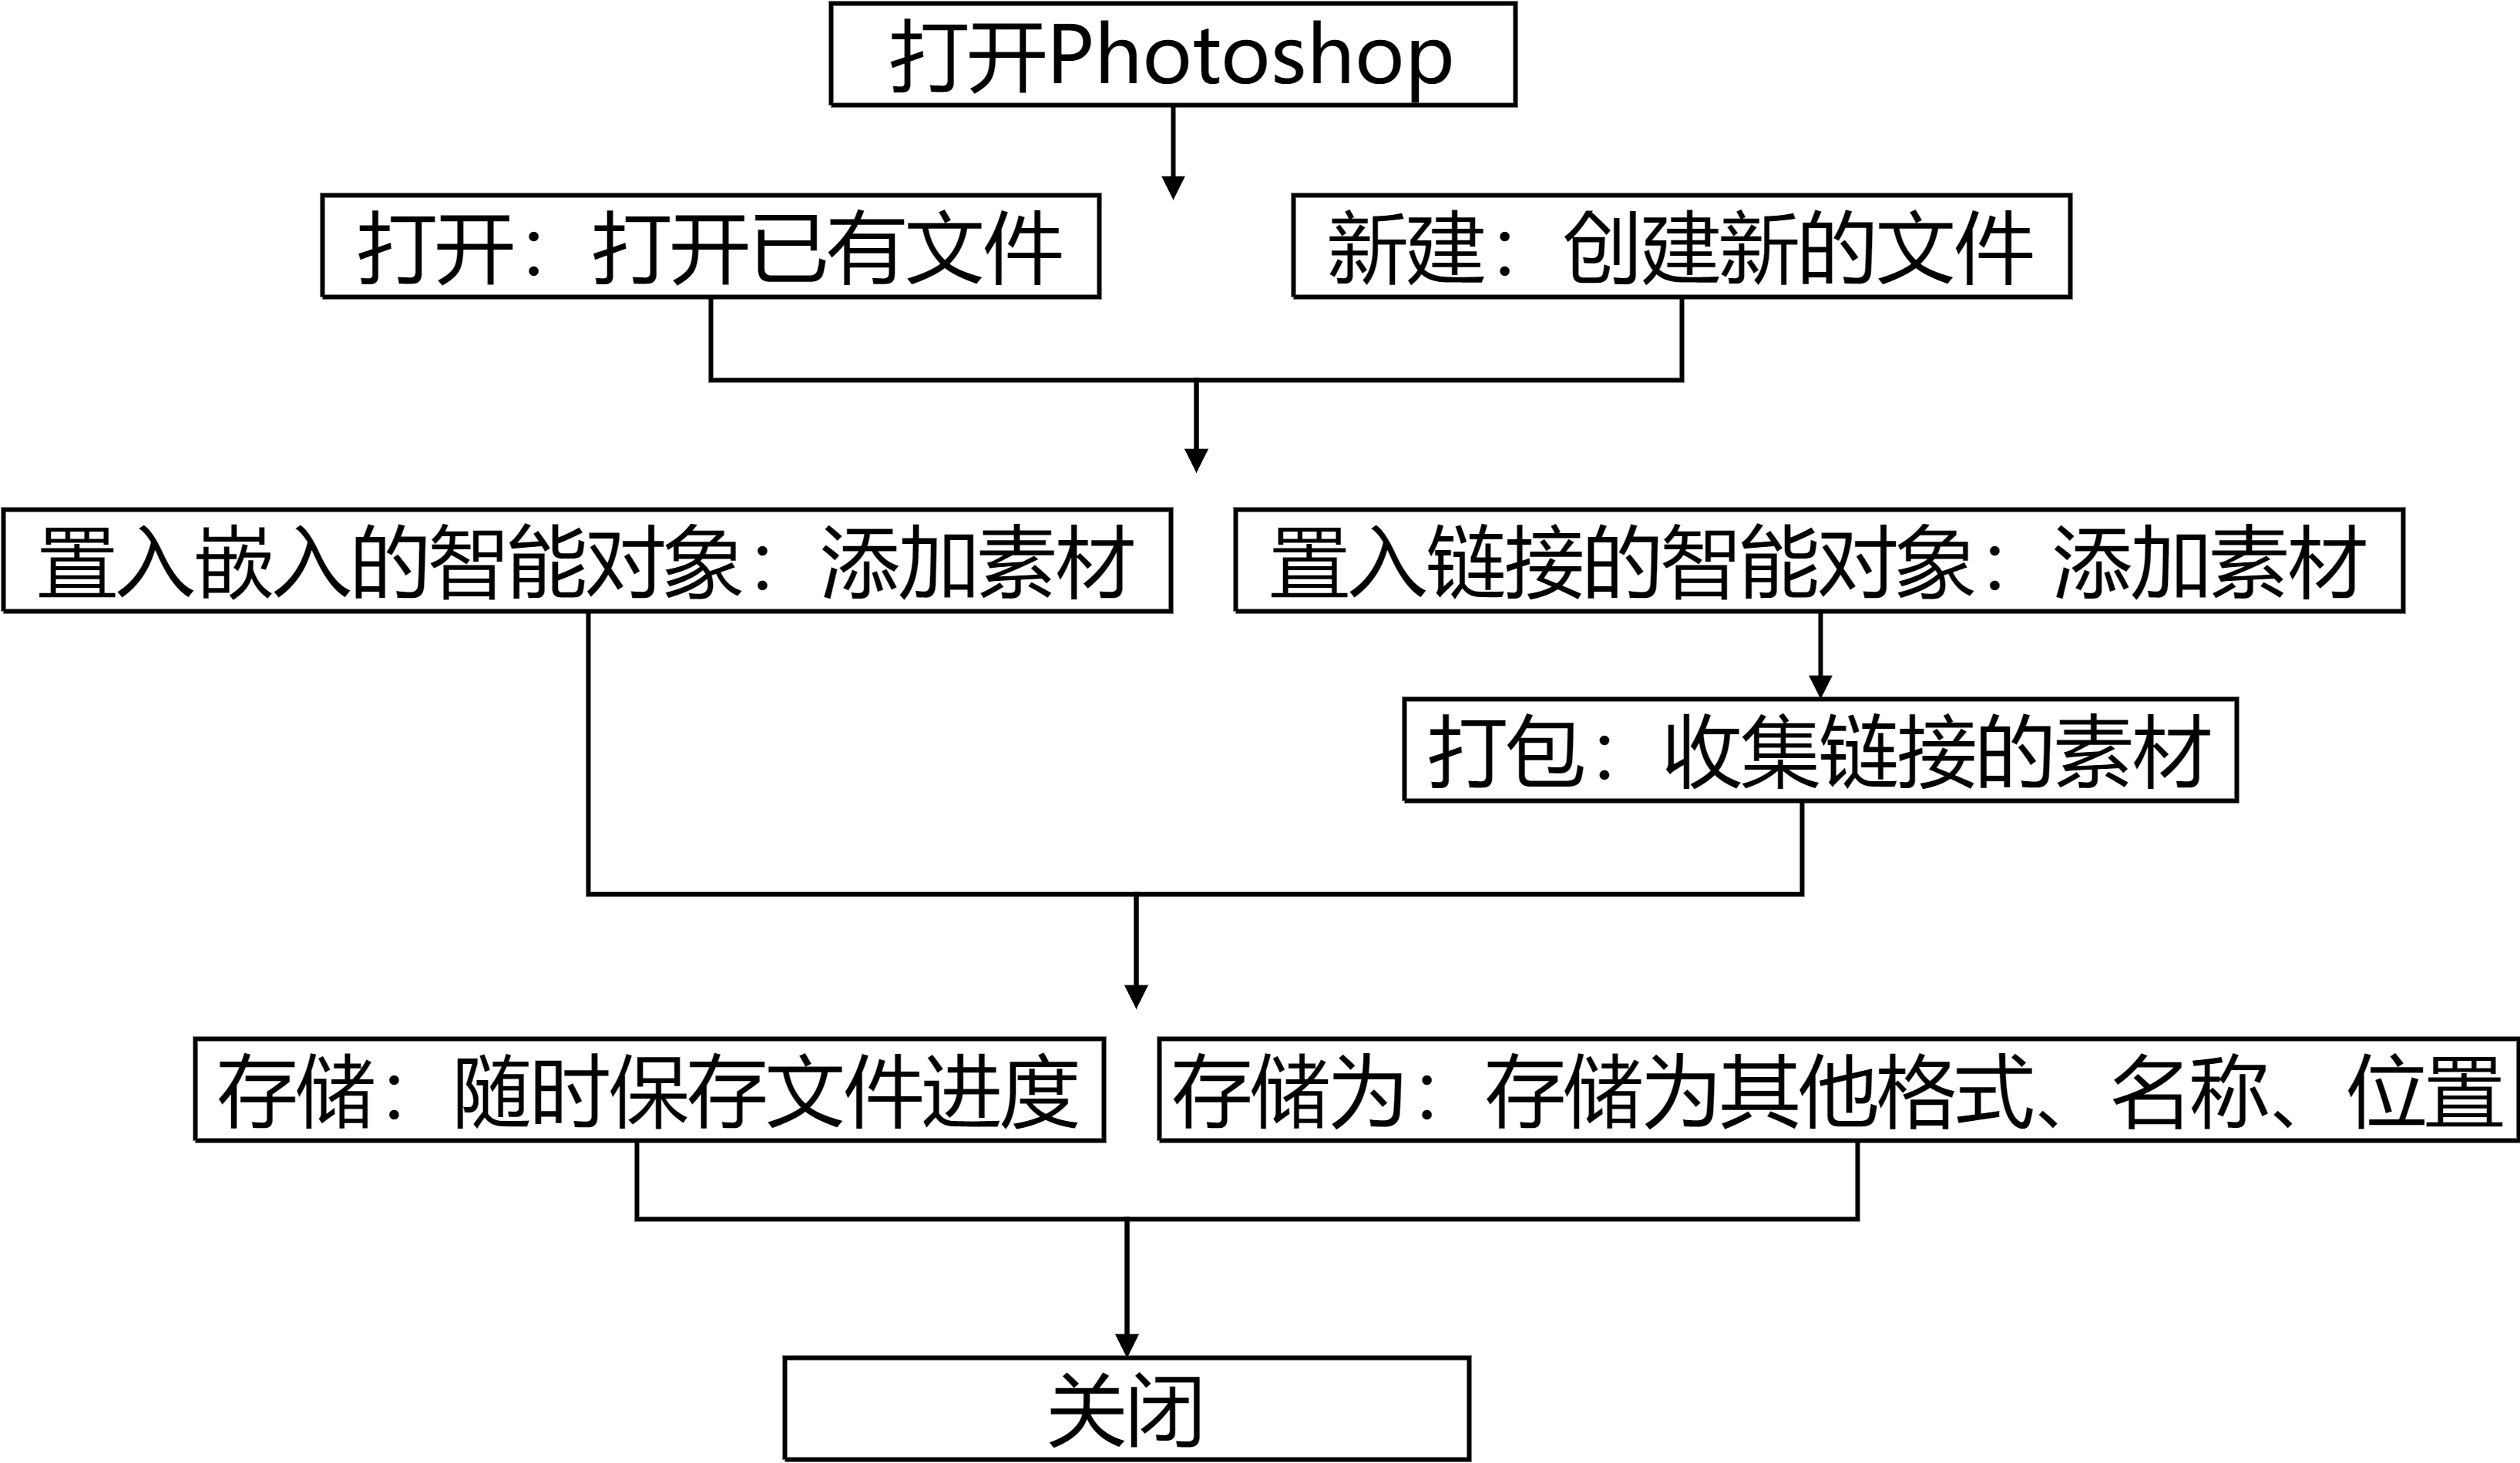 打开Photoshop
打开：打开已有文件
新建：创建新的文件
置入嵌入的智能对象：添加素材
置入链接的智能对象：添加素材
打包：收集链接的素材
存储：随时保存文件进度
存储为：存储为其他格式、名称、位置
关闭